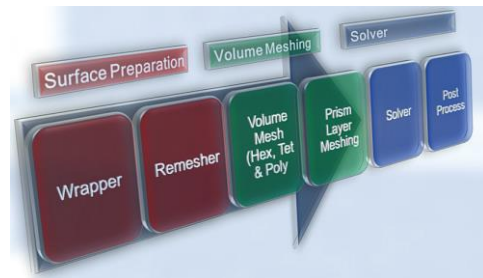 Surface Preparation
Volume Meshing
Solver
Wrapper
Remesher
Volume
Mesh
(Hex, Tet
& Poly
Prism
Layer
Meshing
Solver
Post
Process